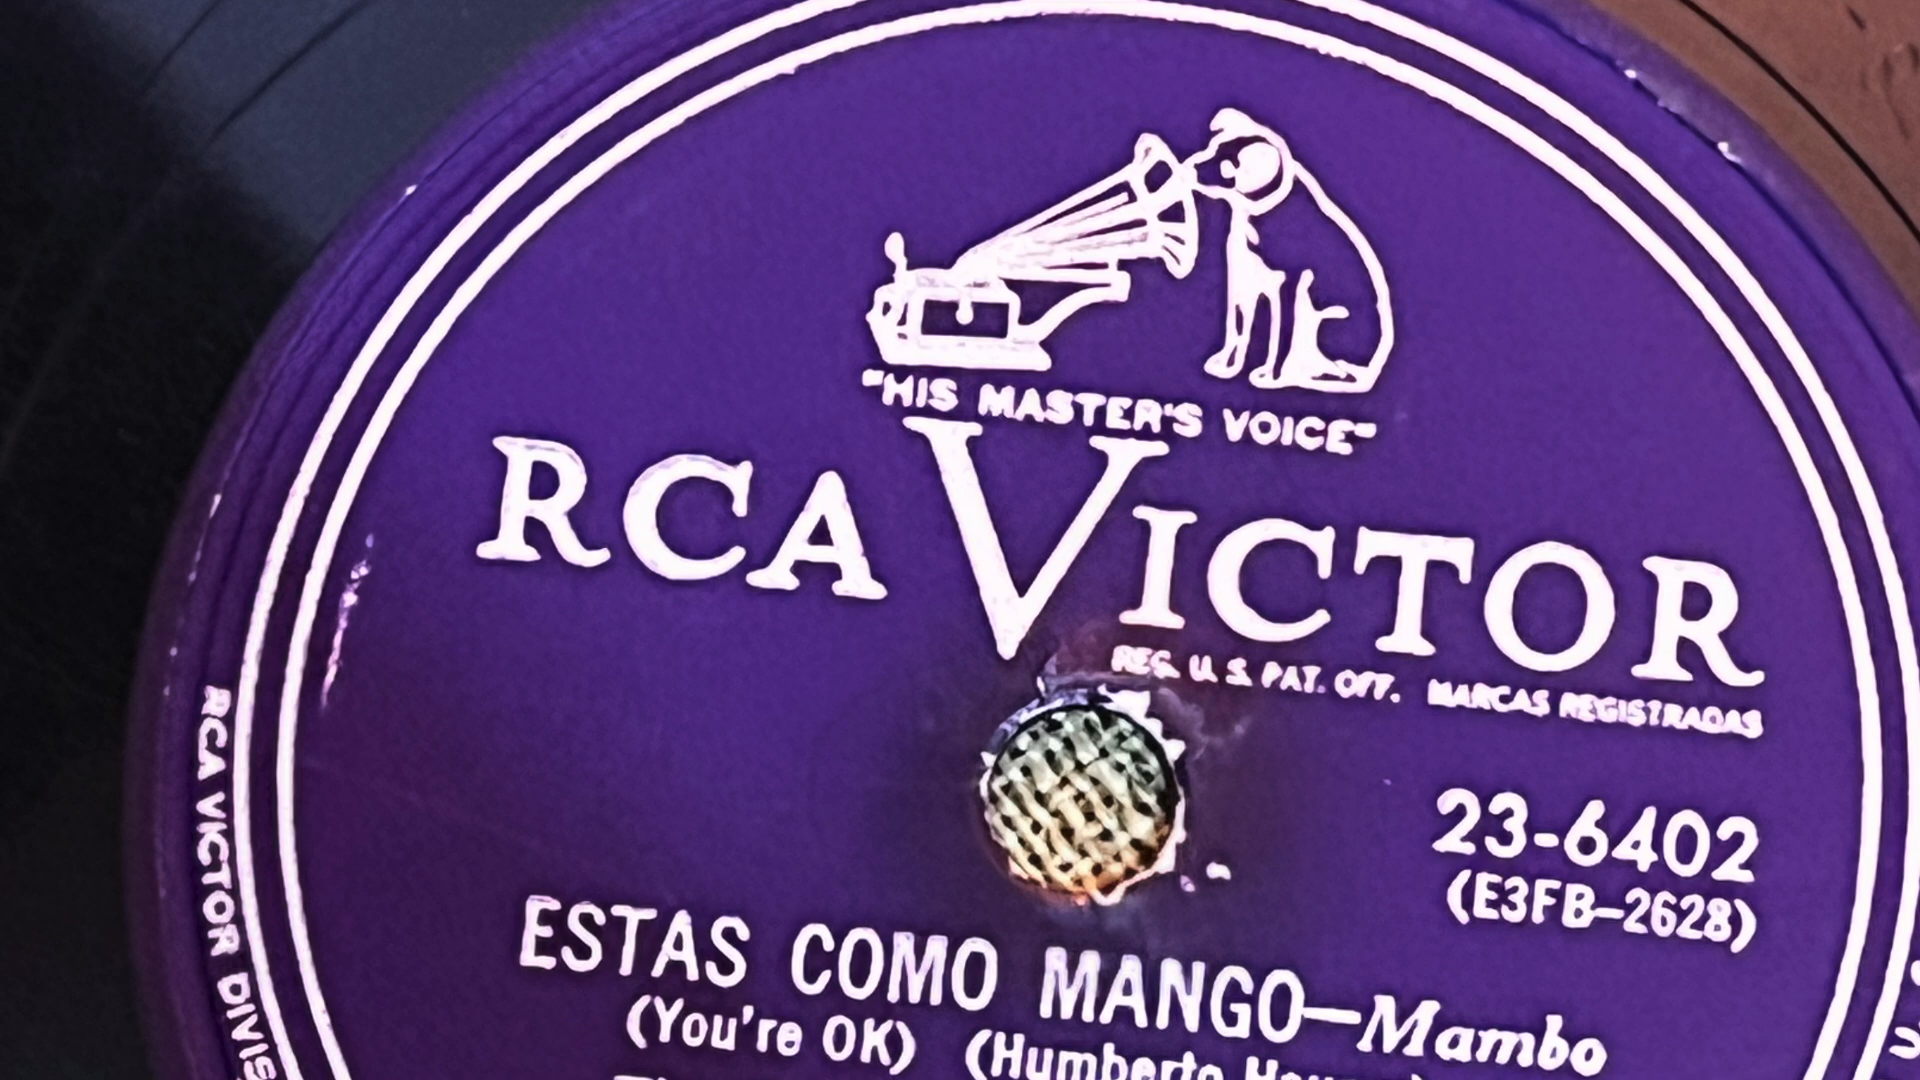 "HIS MASTER'S VOICE"
RCA VICTOR
REG. U. S. PAT. OFF. MARCAS REGISTRADAS
23-6402
(E3FB-2628)
ESTAS COMO MANGO—Mambo
(You're OK) (Humberto
RCA VICTOR